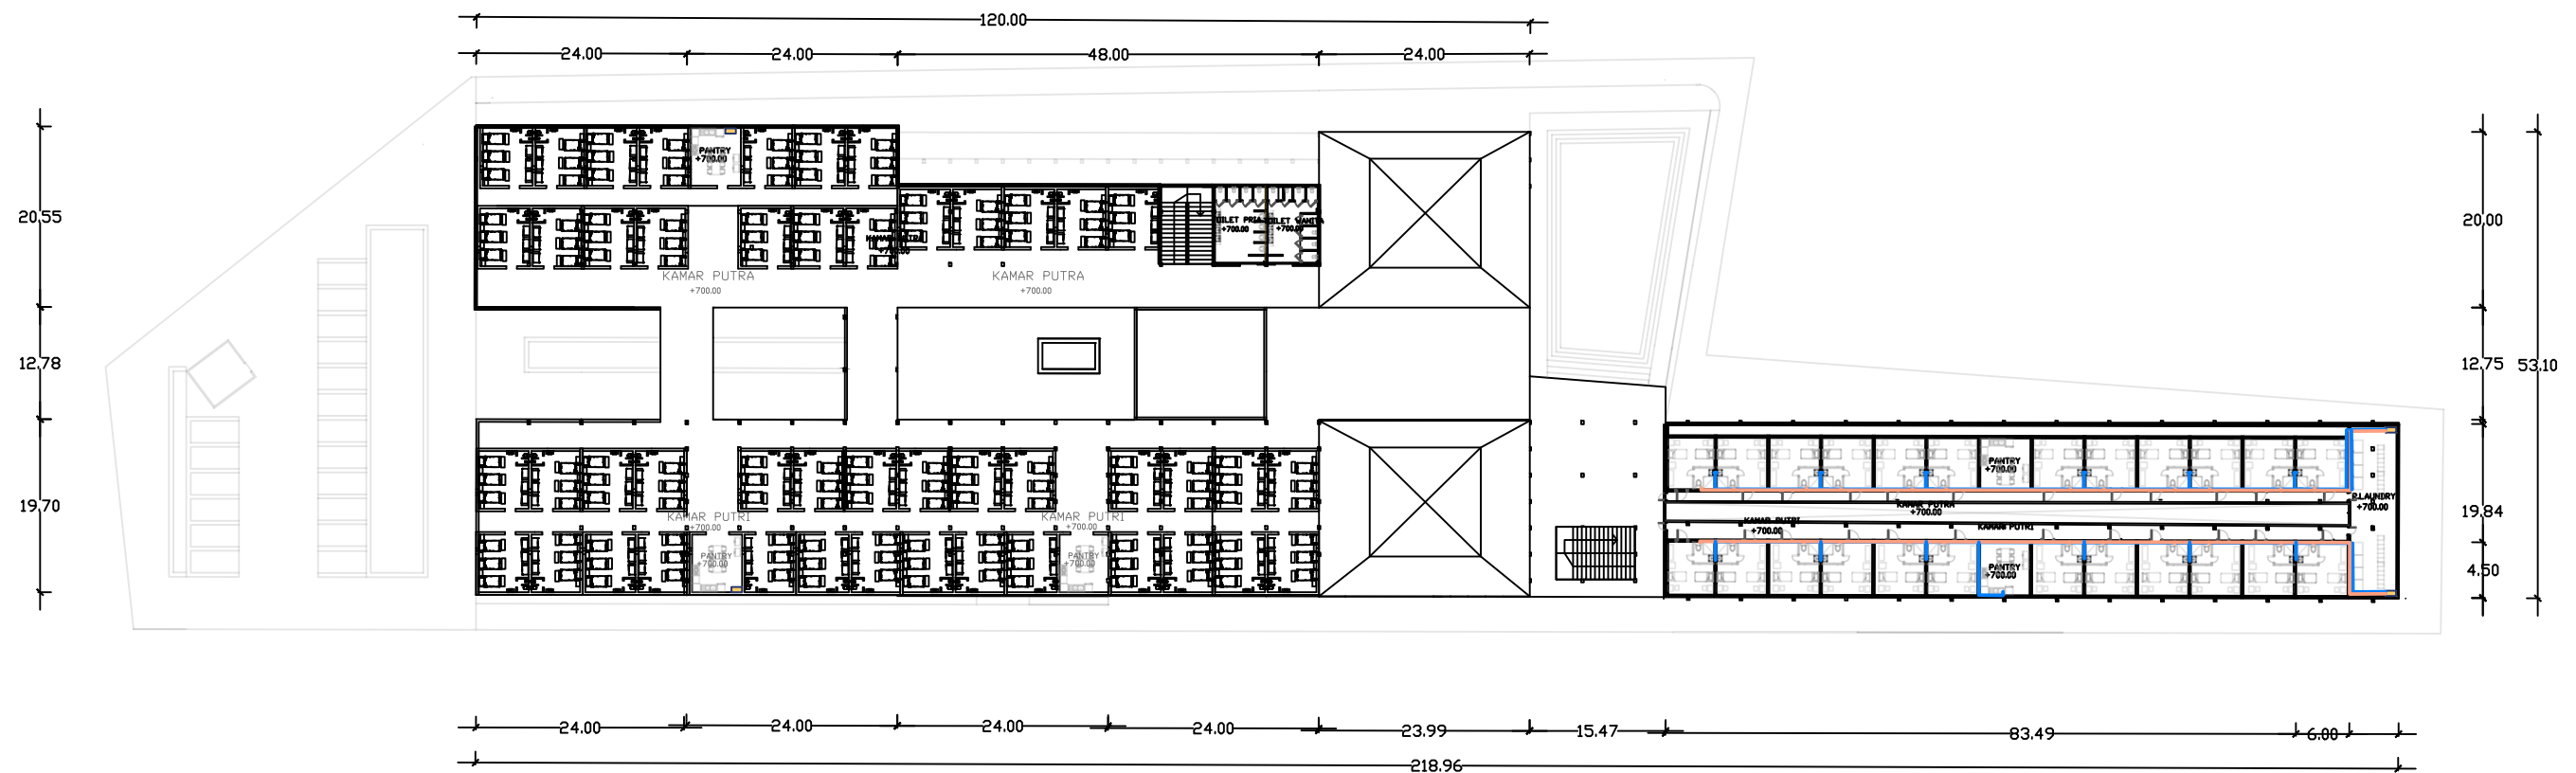 120.00
24.00
24.00
48.00
24.00
PANTRY
+700.00
20.55
20.00
TOILET PRIA
+700.00
TOILET WANITA
+700.00
KAMAR PUTRA
+700.00
KAMAR PUTRA
+700.00
KAMAR PUTRA
+700.00
12.78
12.75
53.10
PANTRY
+700.00
R.LAUNDRY
+700.00
19.70
KAMAR PUTRI
+700.00
KAMAR PUTRI
+700.00
KAMAR PUTRA
+700.00
KAMAR PUTRI
+700.00
KAMAR PUTRI
19.84
PANTRY
+700.00
PANTRY
+700.00
PANTRY
+700.00
4.50
24.00
24.00
24.00
24.00
23.99
15.47
83.49
6.00
218.96